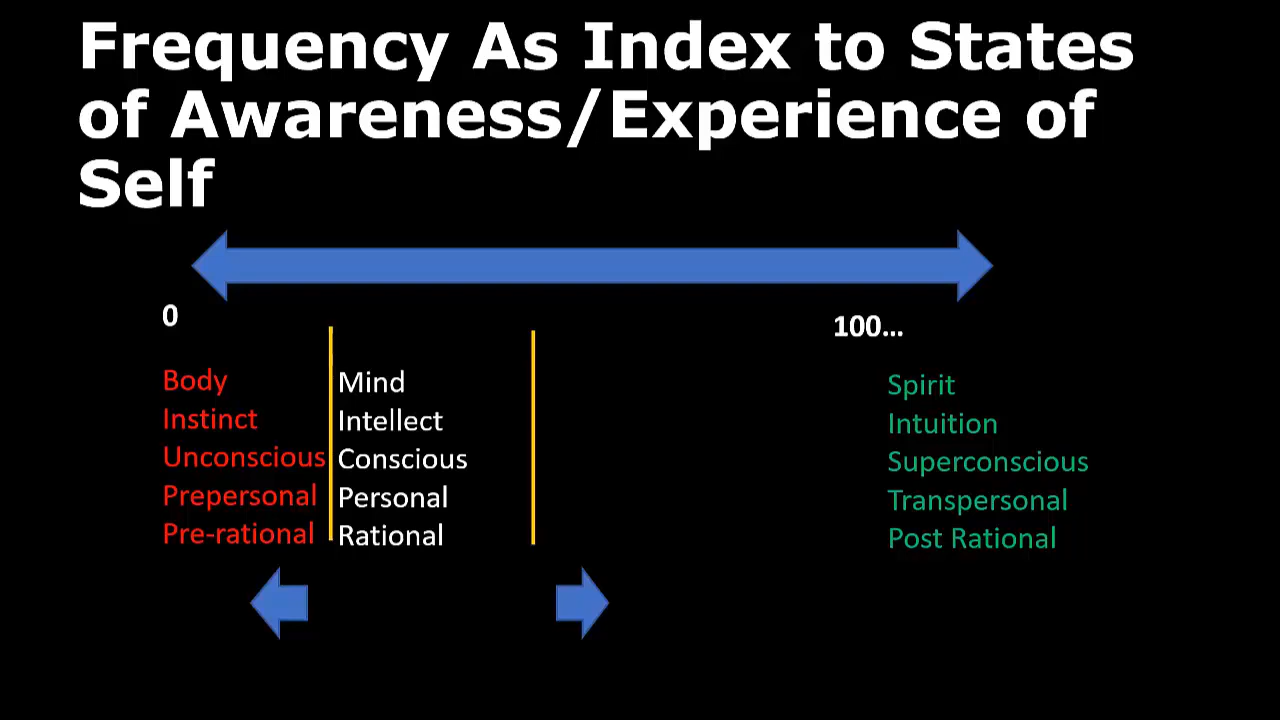 Frequency As Index to States
of Awareness/Experience of
Self
0
100...
Body
Instinct
Unconscious
Prepersonal
Pre-rational
Mind
Intellect
Conscious
Personal
Rational
Spirit
Intuition
Superconscious
Transpersonal
Post Rational